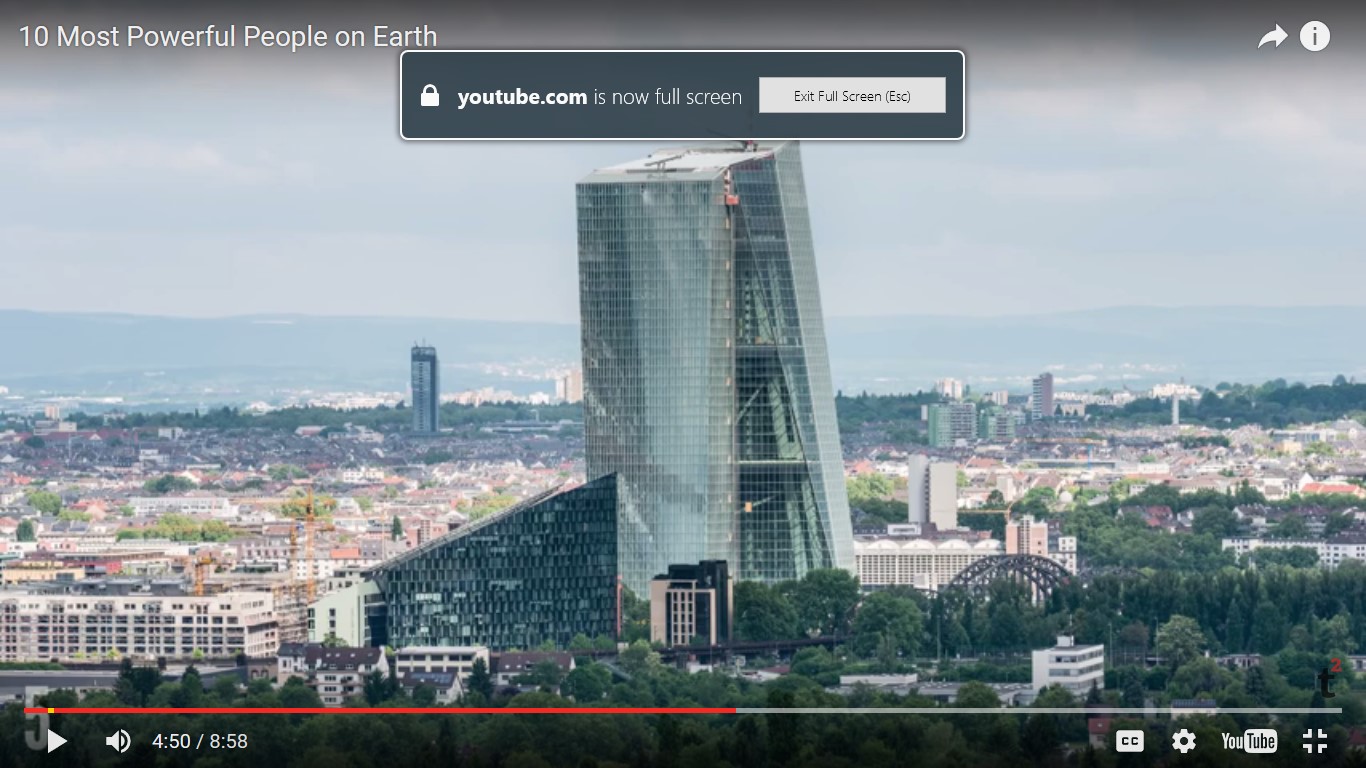 10 Most Powerful People on Earth
youtube.com is now full screen
Exit Full Screen (Esc)
t2
4:50 / 8:58
CC
YouTube